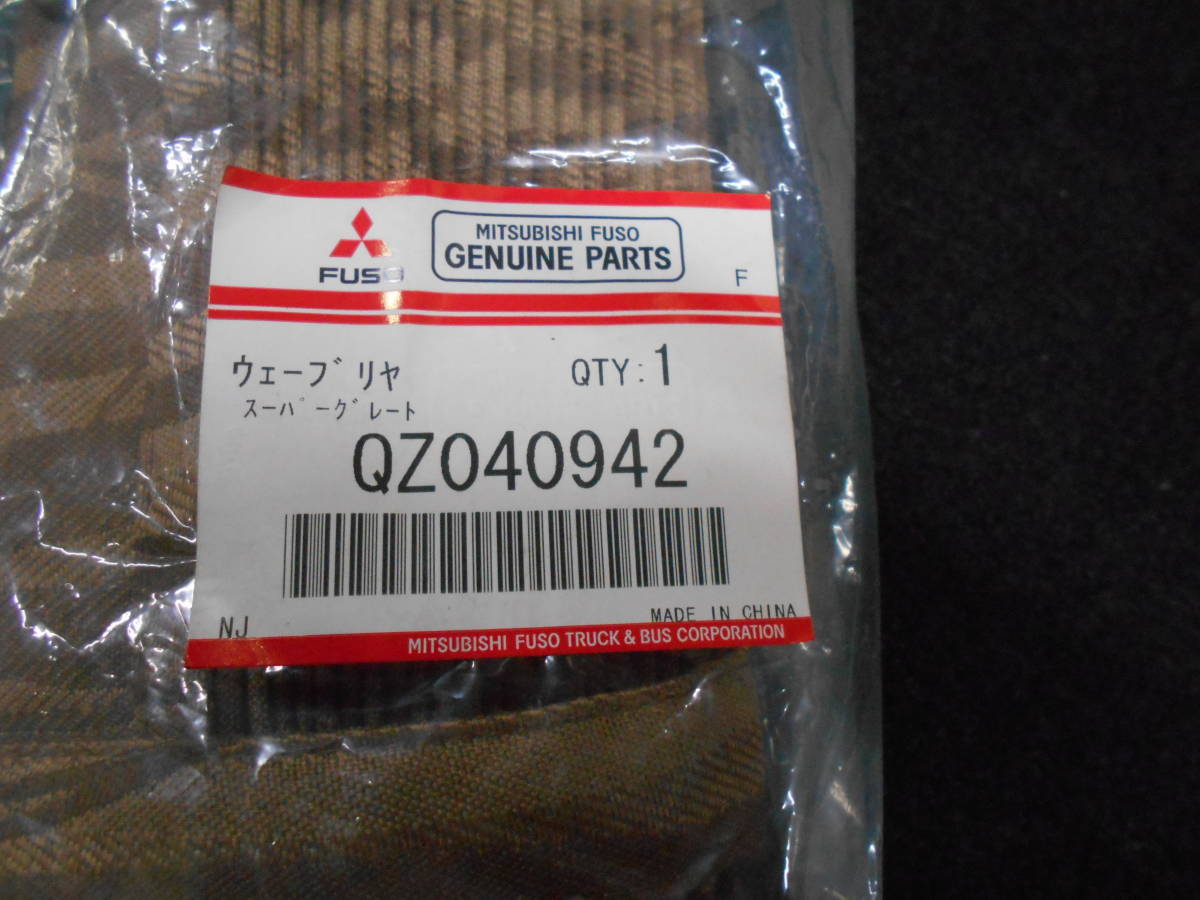 MITSUBISHI FUSO
GENUINE PARTS
FUSO
F
ウェーブ リヤ
QTY: 1
スーパーグレート
QZ040942
NJ
MADE IN CHINA
MITSUBISHI FUSO TRUCK & BUS CORPORATION